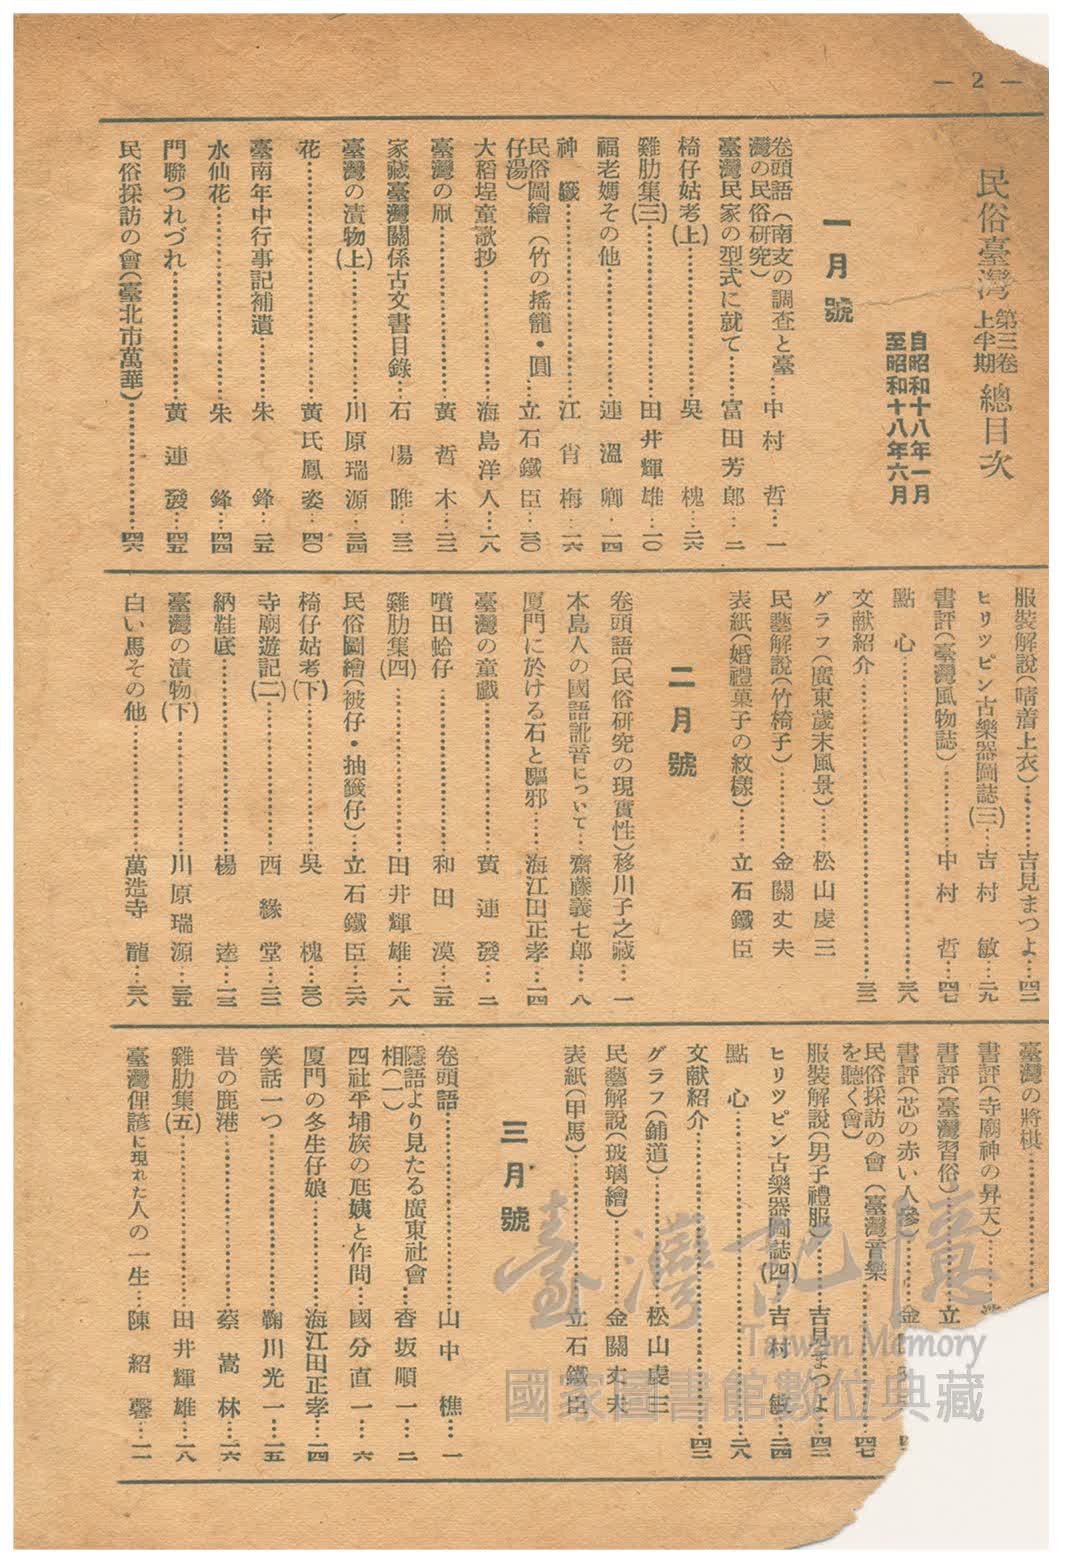 — 2 —
民俗臺灣 第三卷上半期 總目次
自昭和十八年一月
至昭和十八年六月
一月號
卷頭語(南支の調査と臺
灣の民俗研究)…中村哲…一
臺灣民家の型式に就て…富田芳郎…二
椅仔姑考(上)…吳槐…二六
雞肋集(三)…田井輝雄…一〇
福老媽その他…連溫卿…一四
神籤…江肖梅…一六
民俗圖繪(竹の搖籠・圓
仔湯)…立石鐵臣…三〇
大稻埕童歌抄…海島洋人…一八
臺灣の凧…黃哲木…二三
家藏臺灣關係古文書目錄…石暘睢…三三
臺灣の漬物(上)…川原瑞源…三四
花…黃氏鳳姿…四〇
臺南年中行事記補遺…朱鋒…二五
水仙花…朱鋒…四四
門聯つれづれ…黃連發…四五
民俗採訪の會(臺北市萬華)…四六
服裝解說(晴着上衣)…吉見まつよ…四二
ヒリツピン古樂器圖誌(三)…吉村敏…二九
書評(臺灣風物誌)…中村哲…四七
點心…三八
文献紹介…三三
グラフ(廣東歲末風景)…松山虔三
民藝解說(竹椅子)…金關丈夫
表紙(婚禮菓子の紋樣)…立石鐵臣
二月號
卷頭語(民俗研究の現實性)移川子之藏…一
本島人の國語訛音について…齋藤義七郎…八
厦門に於ける石と驅邪…海江田正孝…一四
臺灣の童戲…黃連發…二
噴田蛤仔…和田漠…二五
雞肋集(四)…田井輝雄…一八
民俗圖繪(被仔・抽籤仔)…立石鐵臣…二六
椅仔姑考(下)…吳槐…三〇
寺廟遊記(二)…西緣堂…二二
納鞋底…楊逵…一三
臺灣の漬物(下)…川原瑞源…三五
白い馬その他…萬造寺龍…三八
臺灣の將棋…
書評(寺廟神の昇天)…
書評(臺灣習俗)…立
書評(芯の赤い人參)…金
民俗採訪の會(臺灣音樂
を聽く會)…四七
服裝解說(男子禮服)…吉見まつよ…四二
ヒリツピン古樂器圖誌(四)…吉村敏…二四
點心…二八
文献紹介…四三
グラフ(鋪道)…松山虔三
民藝解說(玻璃繪)…金關丈夫
表紙(甲馬)…立石鐵臣
三月號
卷頭語…山中樵…一
隱語より見たる廣東社會
相(一)…香坂順一…二
四社平埔族の尪姨と作問…國分直一…六
厦門の冬生仔娘…海江田正孝…一四
笑話一つ…鞠川光一…一五
昔の鹿港…蔡嵩林…一六
雞肋集(五)…田井輝雄…一八
臺灣俚諺に現れた人の一生…陳紹馨…二一
臺灣記憶
Taiwan Memory
國家圖書館數位典藏